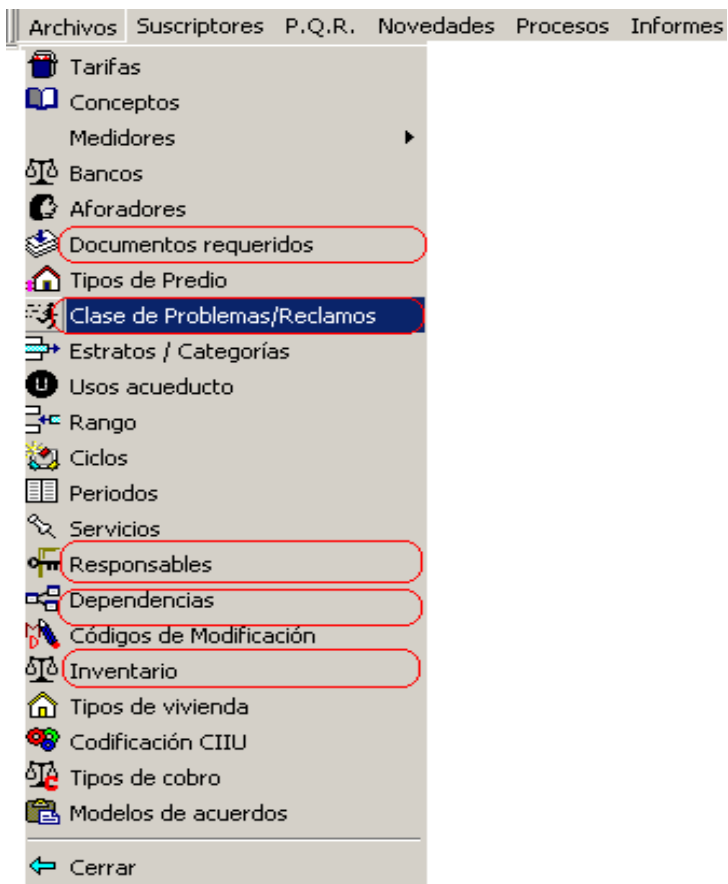 Archivos Suscriptores P.Q.R. Novedades Procesos Informes
Tarifas
Conceptos
Medidores
Bancos
Aforadores
Documentos requeridos
Tipos de Predio
Clase de Problemas/Reclamos
Estratos / Categorías
Usos acueducto
Rango
Ciclos
Periodos
Servicios
Responsables
Dependencias
Códigos de Modificación
Inventario
Tipos de vivienda
Codificación CIIU
Tipos de cobro
Modelos de acuerdos
Cerrar